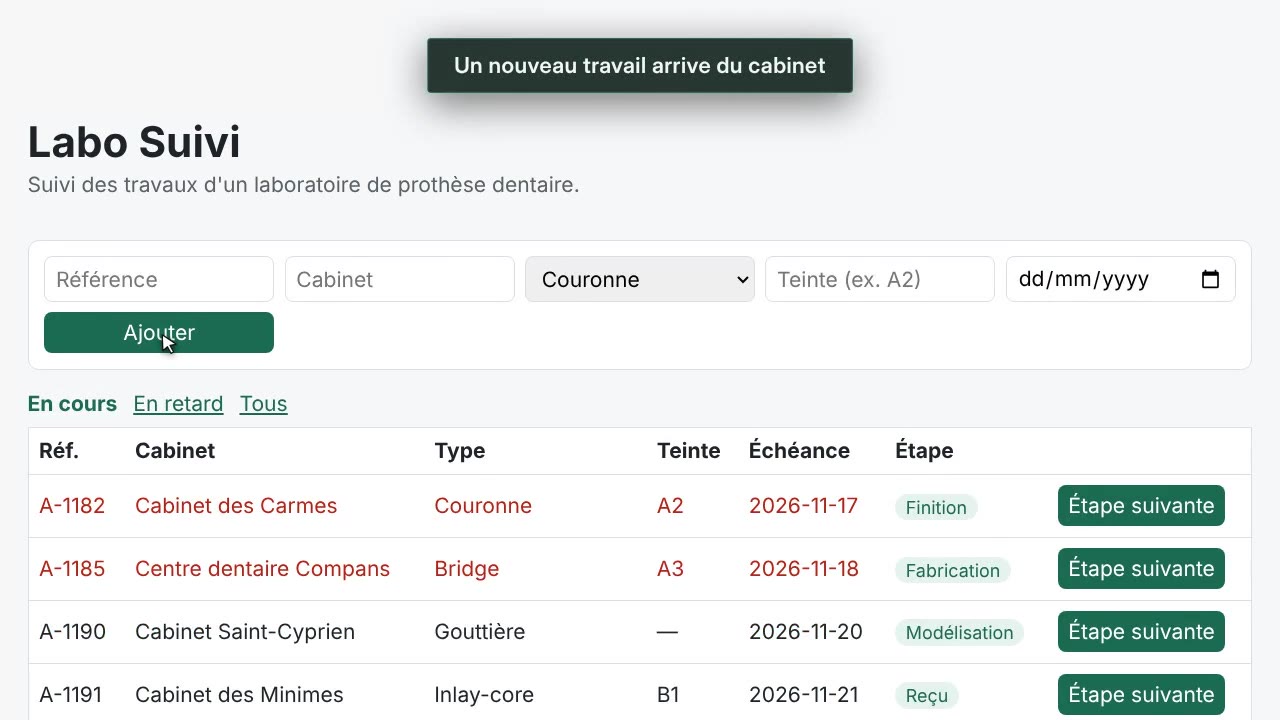 Un nouveau travail arrive du cabinet
Labo Suivi
Suivi des travaux d'un laboratoire de prothèse dentaire.
Référence Cabinet Couronne Teinte (ex. A2) dd/mm/yyyy
Ajouter
En cours En retard Tous
Réf. Cabinet Type Teinte Échéance Étape
A-1182 Cabinet des Carmes Couronne A2 2026-11-17 Finition Étape suivante
A-1185 Centre dentaire Compans Bridge A3 2026-11-18 Fabrication Étape suivante
A-1190 Cabinet Saint-Cyprien Gouttière — 2026-11-20 Modélisation Étape suivante
A-1191 Cabinet des Minimes Inlay-core B1 2026-11-21 Reçu Étape suivante